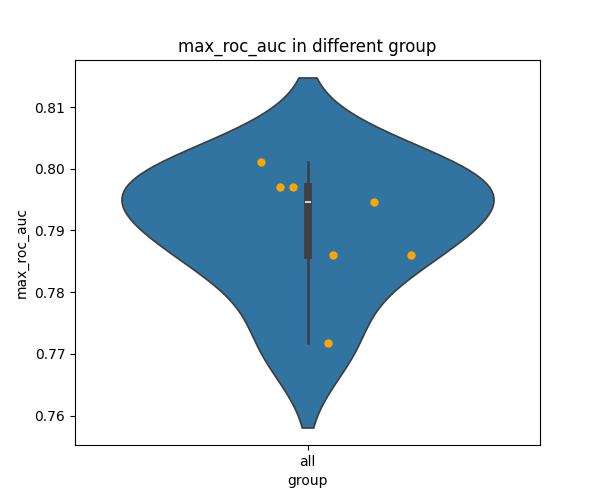 max_roc_auc in different group
0.81
0.80
0.79
0.78
0.77
0.76
max_roc_auc
all
group